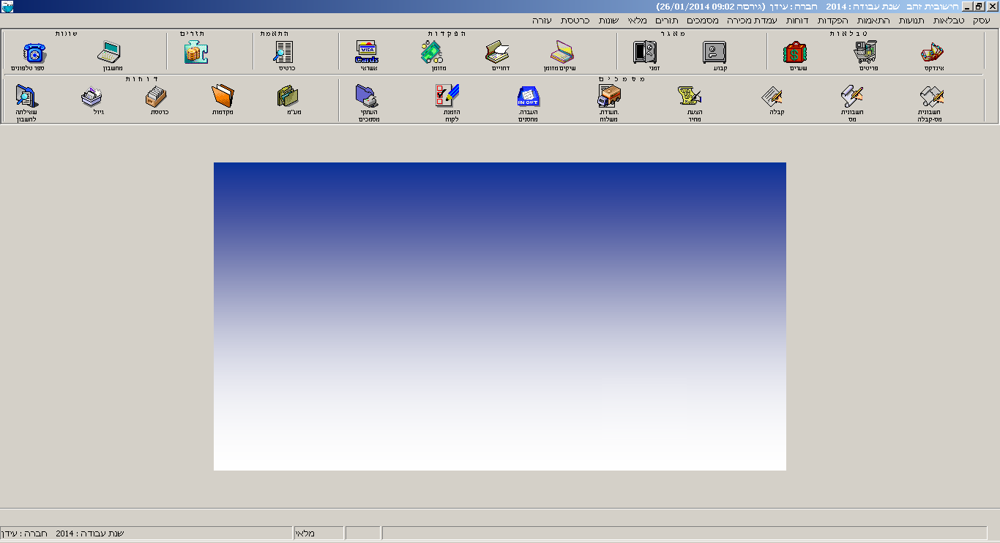 חישובית זהב שנת עבודה : 2014 חברה : עידן (גירסה 09:02 26/01/2014)
עסק טבלאות תנועות התאמות הפקדות דוחות עמדת מכירה מסמכים תזרים מלאי שונות כרטסת עזרה
טבלאות מאגר הפקדות התאמת תזרים שונות
אינדקס פריטים שערים קבוע זמני שיקים מזומן דחויים מזומן VISA Cards אשראי כרטיס מחשבון ספר טלפונים
מסמכים דוחות
IN OUT
חשבונית מס-קבלה
חשבונית מס
קבלה
הצעת מחיר
.תעודת משלוח
.העברה מחסנים
הזמנת לקוח
העתקי מסמכים
מע"מ
מקדמות
כרטסת
גיול
שאילתה לחשבון
שנת עבודה : 2014 חברה : עידן
מלאי